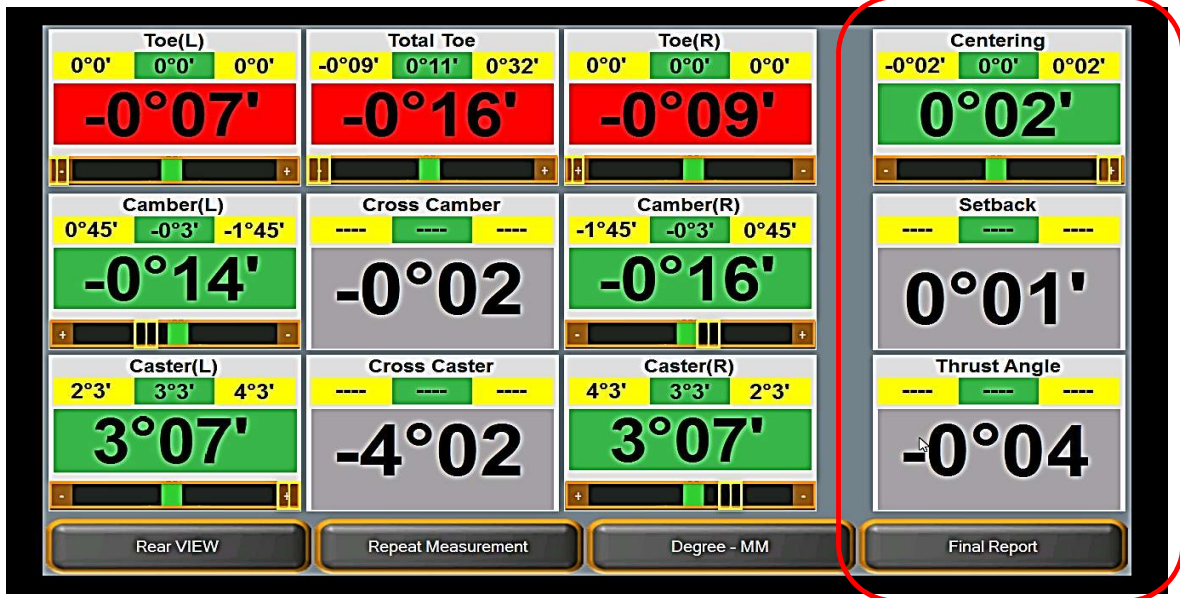 Toe(L) Total Toe Toe(R) Centering
0°0' 0°0' 0°0' -0°09' 0°11' 0°32' 0°0' 0°0' 0°0' -0°02' 0°0' 0°02'
-0°07' -0°16' -0°09' 0°02'
- + - + + - - +
Camber(L) Cross Camber Camber(R) Setback
0°45' -0°3' -1°45' ---- ---- ---- -1°45' -0°3' 0°45' ---- ---- ----
-0°14' -0°02 -0°16' 0°01'
+ - - +
Caster(L) Cross Caster Caster(R) Thrust Angle
2°3' 3°3' 4°3' ---- ---- ---- 4°3' 3°3' 2°3' ---- ---- ----
3°07' -4°02 3°07' -0°04
- + + -
Rear VIEW Repeat Measurement Degree - MM Final Report